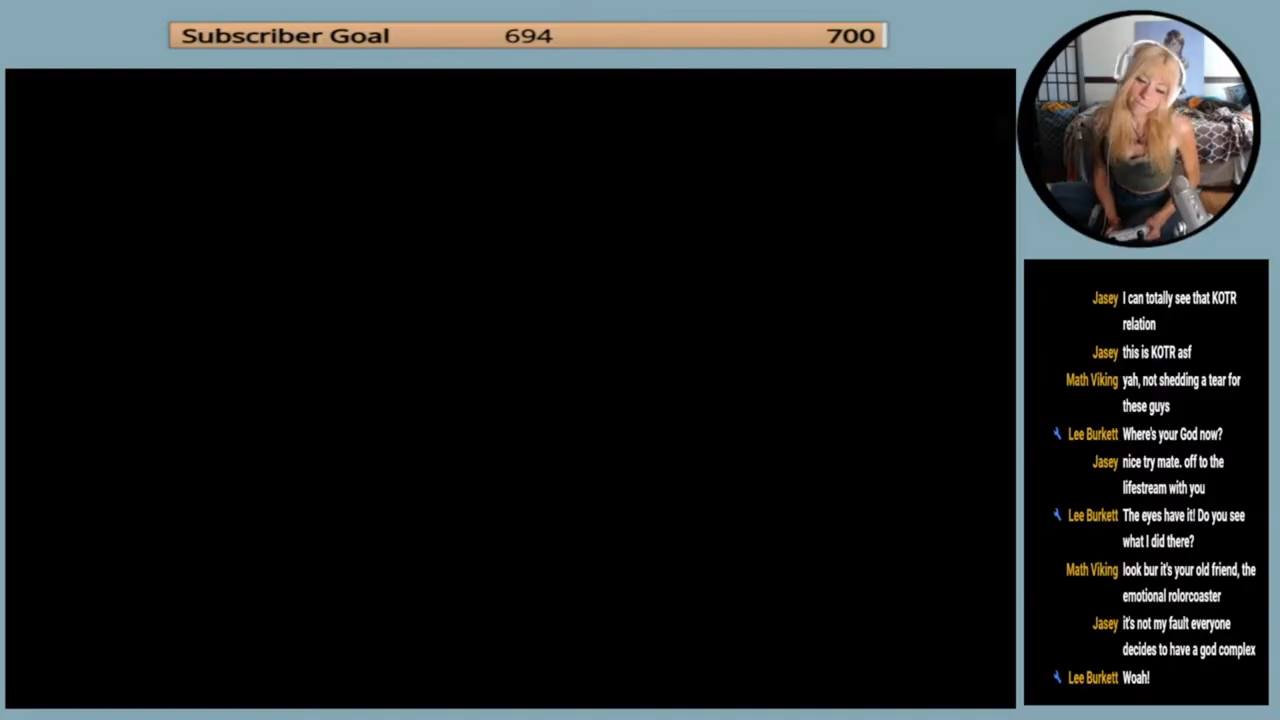 Subscriber Goal 694 700
Jasey I can totally see that KOTR
relation
Jasey this is KOTR asf
Math Viking yah, not shedding a tear for
these guys
Lee Burkett Where's your God now?
Jasey nice try mate. off to the
lifestream with you
Lee Burkett The eyes have it! Do you see
what I did there?
Math Viking look bur it's your old friend, the
emotional rolorcoaster
Jasey it's not my fault everyone
decides to have a god complex
Lee Burkett Woah!